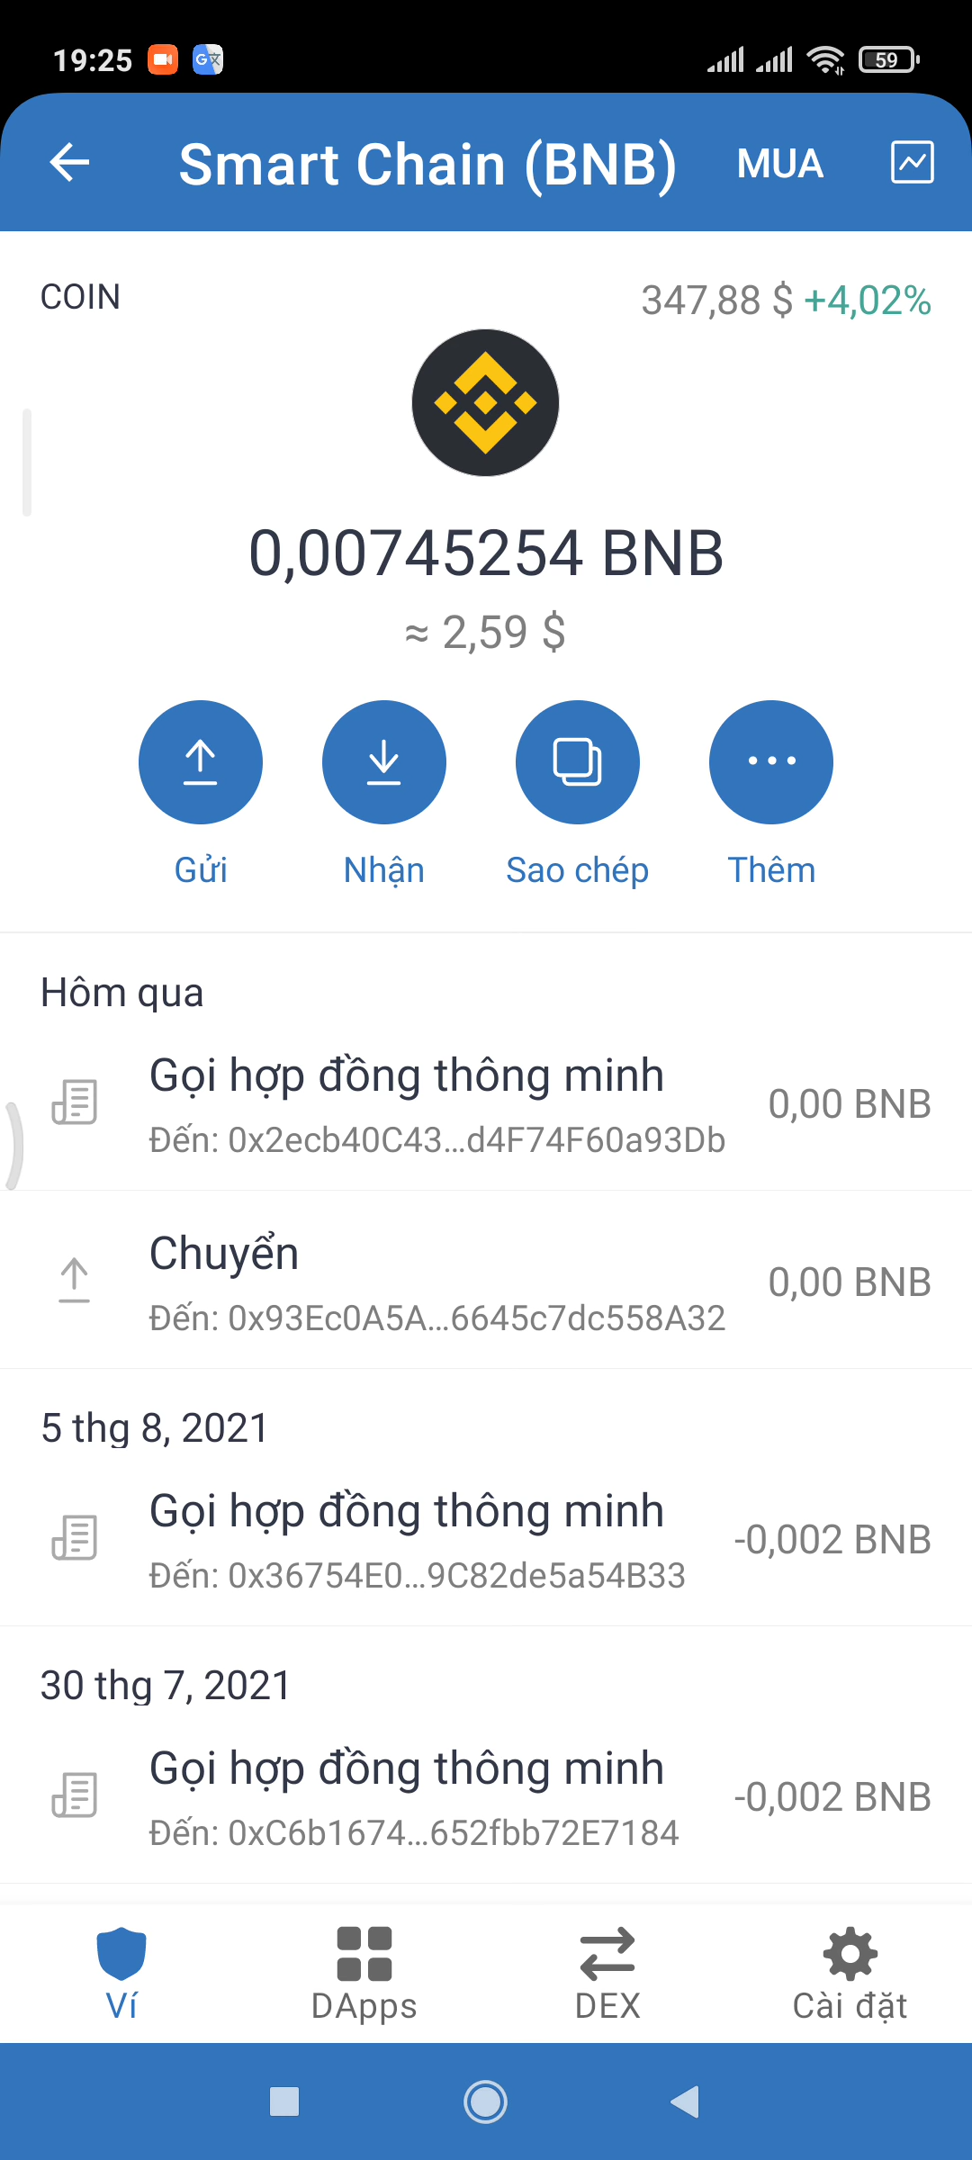 19:25
59
Smart Chain (BNB)
MUA
COIN
347,88 $ +4,02%
0,00745254 BNB
≈ 2,59 $
Gửi
Nhận
Sao chép
Thêm
Hôm qua
Gọi hợp đồng thông minh
0,00 BNB
Đến: 0x2ecb40C43...d4F74F60a93Db
Chuyển
0,00 BNB
Đến: 0x93Ec0A5A...6645c7dc558A32
5 thg 8, 2021
Gọi hợp đồng thông minh
-0,002 BNB
Đến: 0x36754E0...9C82de5a54B33
30 thg 7, 2021
Gọi hợp đồng thông minh
-0,002 BNB
Đến: 0xC6b1674...652fbb72E7184
Ví
DApps
DEX
Cài đặt